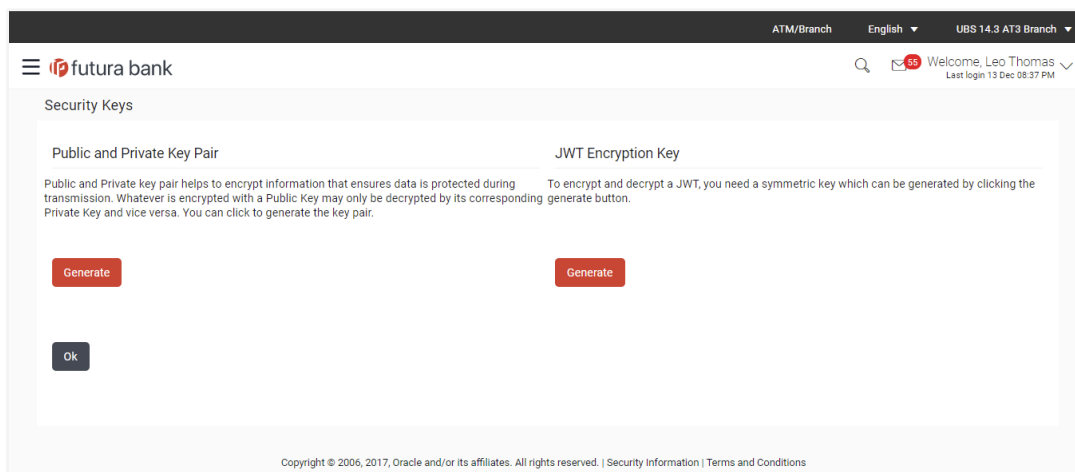 ATM/Branch English UBS 14.3 AT3 Branch
futura bank
55
Welcome, Leo Thomas
Last login 13 Dec 08:37 PM
Security Keys
Public and Private Key Pair
Public and Private key pair helps to encrypt information that ensures data is protected during
transmission. Whatever is encrypted with a Public Key may only be decrypted by its corresponding
Private Key and vice versa. You can click to generate the key pair.
Generate
JWT Encryption Key
To encrypt and decrypt a JWT, you need a symmetric key which can be generated by clicking the
generate button.
Generate
Ok
Copyright © 2006, 2017, Oracle and/or its affiliates. All rights reserved. | Security Information | Terms and Conditions